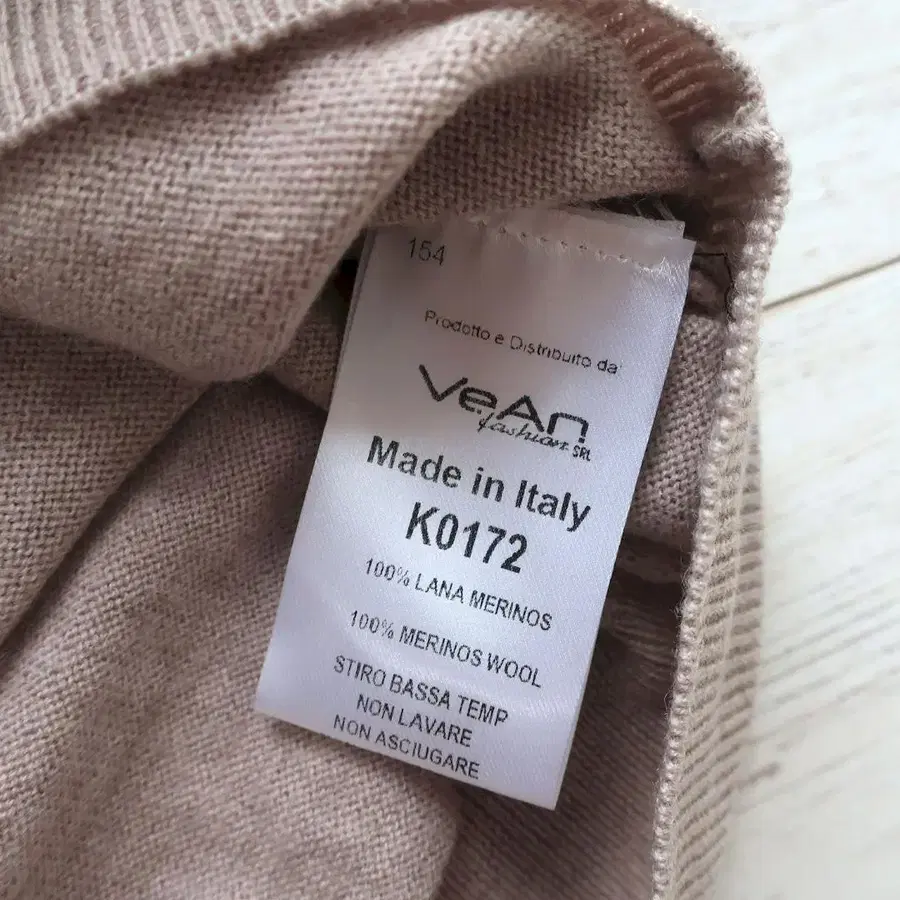 154
Prodotto e Distribuito da
VeAn
fashion SRL
Made in Italy
K0172
100% LANA MERINOS
100% MERINOS WOOL
STIRO BASSA TEMP
NON LAVARE
NON ASCIUGARE